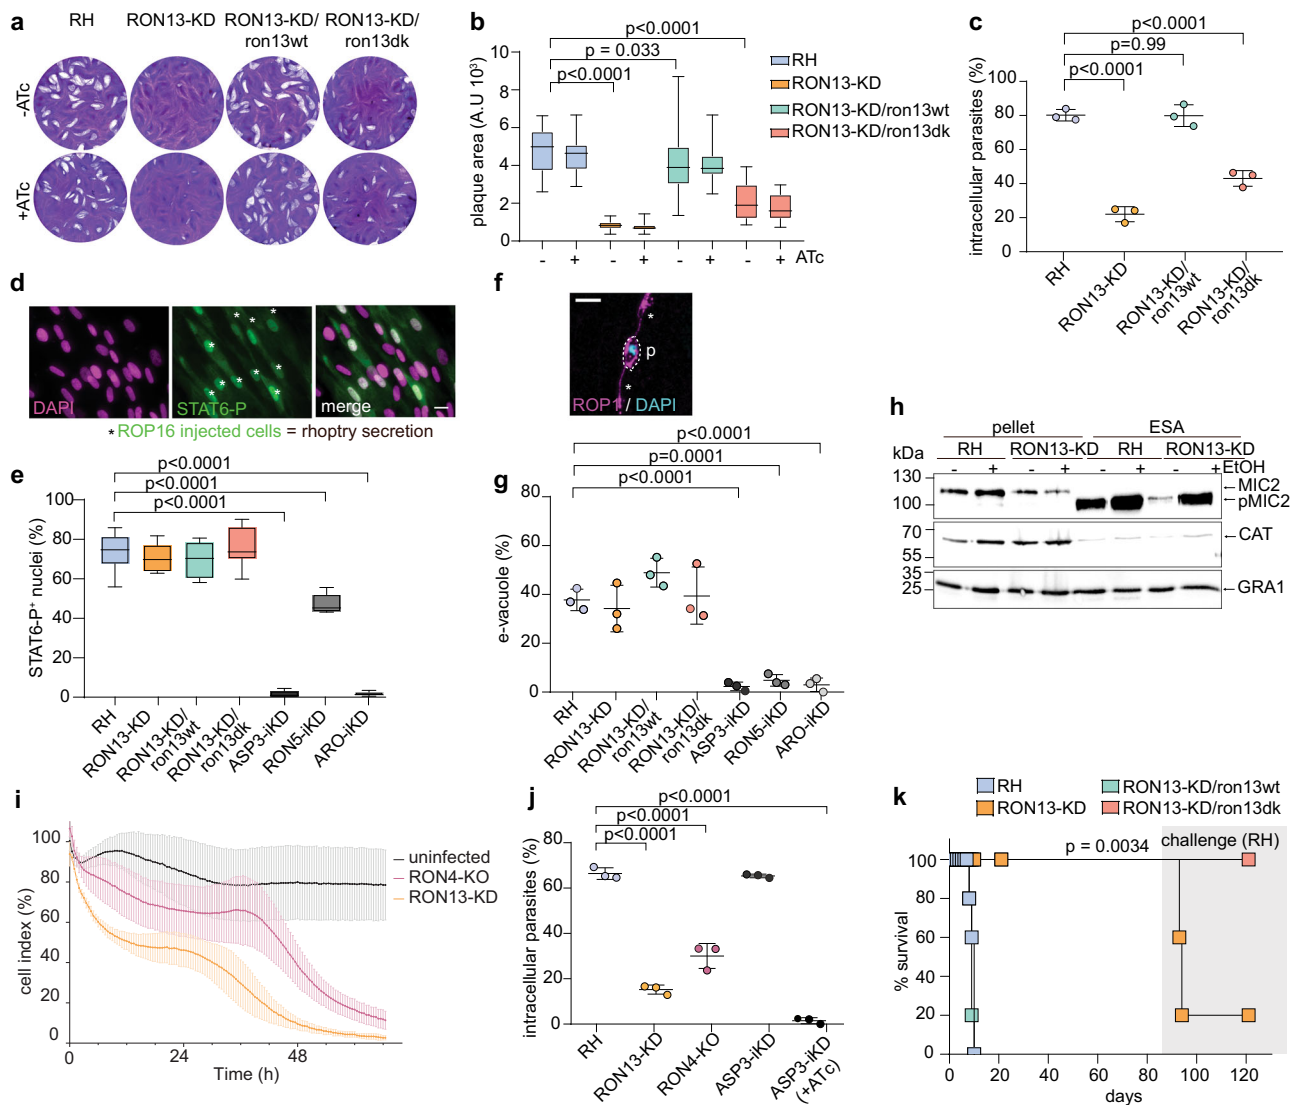 a
RH
RON13-KD
RON13-KD/
ron13wt
RON13-KD/
ron13dk
-ATc
+ATc
b
p<0.0001
p = 0.033
p<0.0001
plaque area (A.U 10³)
10
8
6
4
2
0
- + - + - + - + ATc
RH
RON13-KD
RON13-KD/ron13wt
RON13-KD/ron13dk
c
p<0.0001
p=0.99
p<0.0001
intracellular parasites (%)
100
80
60
40
20
0
RH
RON13-KD
RON13-KD/
ron13wt
RON13-KD/
ron13dk
d
DAPI
STAT6-P
merge
* ROP16 injected cells = rhoptry secretion
e
p<0.0001
p<0.0001
p<0.0001
STAT6-P⁺ nuclei (%)
100
80
60
40
20
0
RH
RON13-KD
RON13-KD/
ron13wt
RON13-KD/
ron13dk
ASP3-iKD
RON5-iKD
ARO-iKD
f
p
ROP1 / DAPI
g
p<0.0001
p=0.0001
p<0.0001
e-vacuole (%)
80
60
40
20
0
RH
RON13-KD
RON13-KD/
ron13wt
RON13-KD/
ron13dk
ASP3-iKD
RON5-iKD
ARO-iKD
h
pellet ESA
kDa RH RON13-KD RH RON13-KD
- + - + - + - + EtOH
130
100
MIC2
pMIC2
70
55
CAT
35
25
GRA1
i
cell index (%)
100
80
60
40
20
0
0 24 48
Time (h)
uninfected
RON4-KO
RON13-KD
j
p<0.0001
p<0.0001
p<0.0001
intracellular parasites (%)
80
60
40
20
0
RH
RON13-KD
RON4-KO
ASP3-iKD
ASP3-iKD
(+ATc)
k
RH
RON13-KD
RON13-KD/ron13wt
RON13-KD/ron13dk
p = 0.0034
challenge (RH)
% survival
100
80
60
40
20
0
0 20 40 60 80 100 120
days